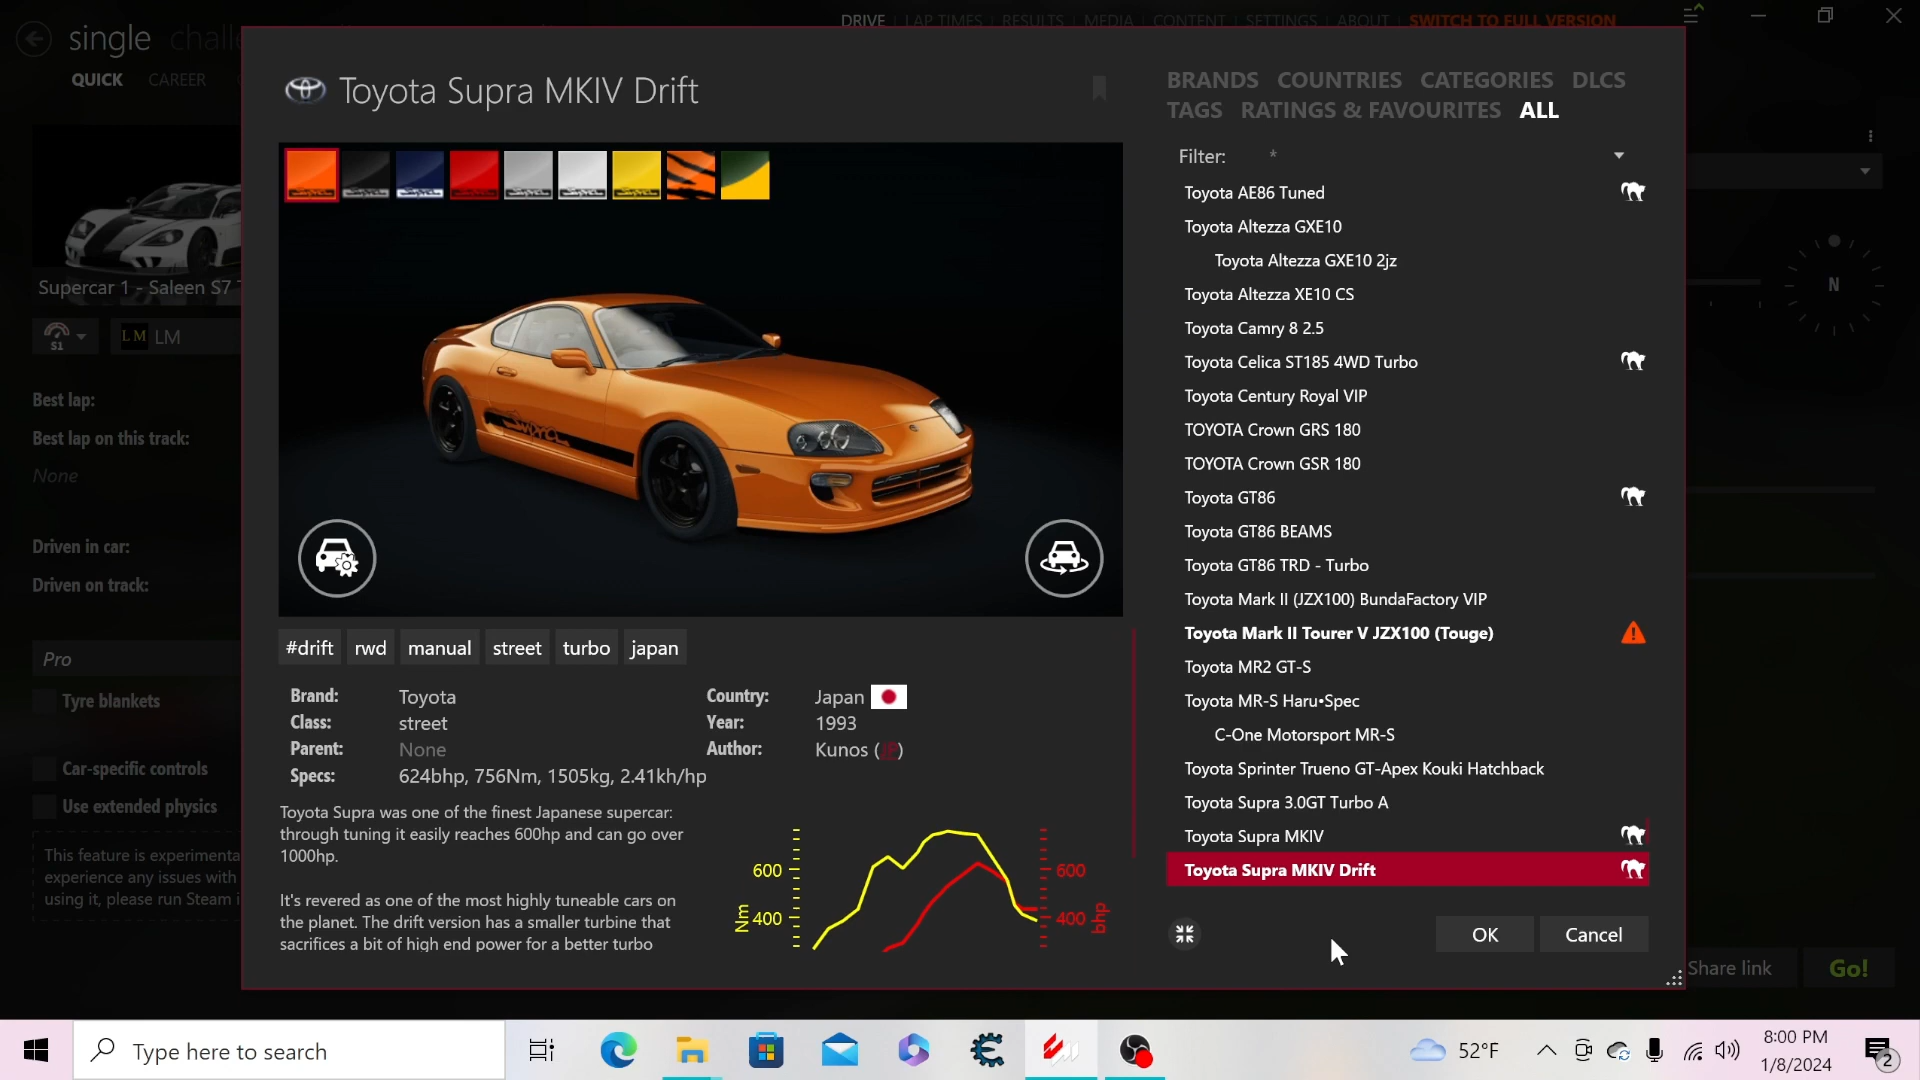 single challe
DRIVE | LAP TIMES | RESULTS | MEDIA | CONTENT | SETTINGS | ABOUT | SWITCH TO FULL VERSION
QUICK CAREER
Toyota Supra MKIV Drift
BRANDS COUNTRIES CATEGORIES DLCS
TAGS RATINGS & FAVOURITES ALL
Filter: *
Toyota AE86 Tuned
Toyota Altezza GXE10
Toyota Altezza GXE10 2jz
Toyota Altezza XE10 CS
Toyota Camry 8 2.5
Toyota Celica ST185 4WD Turbo
Toyota Century Royal VIP
TOYOTA Crown GRS 180
TOYOTA Crown GSR 180
Toyota GT86
Toyota GT86 BEAMS
Toyota GT86 TRD - Turbo
Toyota Mark II (JZX100) BundaFactory VIP
Toyota Mark II Tourer V JZX100 (Touge)
Toyota MR2 GT-S
Toyota MR-S Haru•Spec
C-One Motorsport MR-S
Toyota Sprinter Trueno GT-Apex Kouki Hatchback
Toyota Supra 3.0GT Turbo A
Toyota Supra MKIV
Toyota Supra MKIV Drift
OK Cancel
Supercar 1 - Saleen S7
S1 LM LM
Best lap:
Best lap on this track:
None
Driven in car:
Driven on track:
Pro
Tyre blankets
Car-specific controls
Use extended physics
This feature is experimenta
experience any issues with
using it, please run Steam i
#drift rwd manual street turbo japan
Brand: Toyota Country: Japan
Class: street Year: 1993
Parent: None Author: Kunos
Specs: 624bhp, 756Nm, 1505kg, 2.41kh/hp
Toyota Supra was one of the finest Japanese supercar:
through tuning it easily reaches 600hp and can go over
1000hp.
It's revered as one of the most highly tuneable cars on
the planet. The drift version has a smaller turbine that
sacrifices a bit of high end power for a better turbo
600 600
Nm 400 400 bhp
N
Share link Go!
Type here to search
52°F
8:00 PM
1/8/2024
2